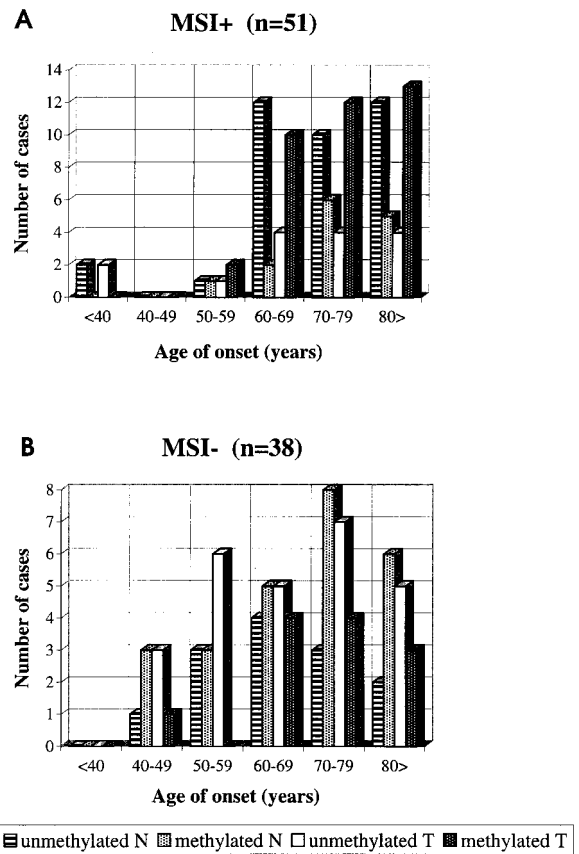 A
MSI+ (n=51)
Number of cases
14
12
10
8
6
4
2
0
<40 40-49 50-59 60-69 70-79 80>
Age of onset (years)
B
MSI- (n=38)
Number of cases
8
7
6
5
4
3
2
1
0
<40 40-49 50-59 60-69 70-79 80>
Age of onset (years)
unmethylated N methylated N unmethylated T methylated T